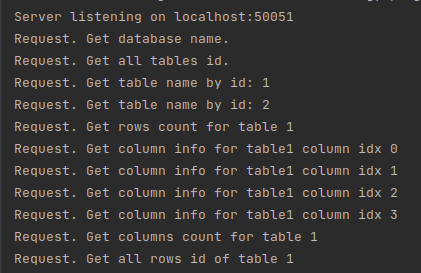 Server listening on localhost:50051
Request. Get database name.
Request. Get all tables id.
Request. Get table name by id: 1
Request. Get table name by id: 2
Request. Get rows count for table 1
Request. Get column info for table1 column idx 0
Request. Get column info for table1 column idx 1
Request. Get column info for table1 column idx 2
Request. Get column info for table1 column idx 3
Request. Get columns count for table 1
Request. Get all rows id of table 1